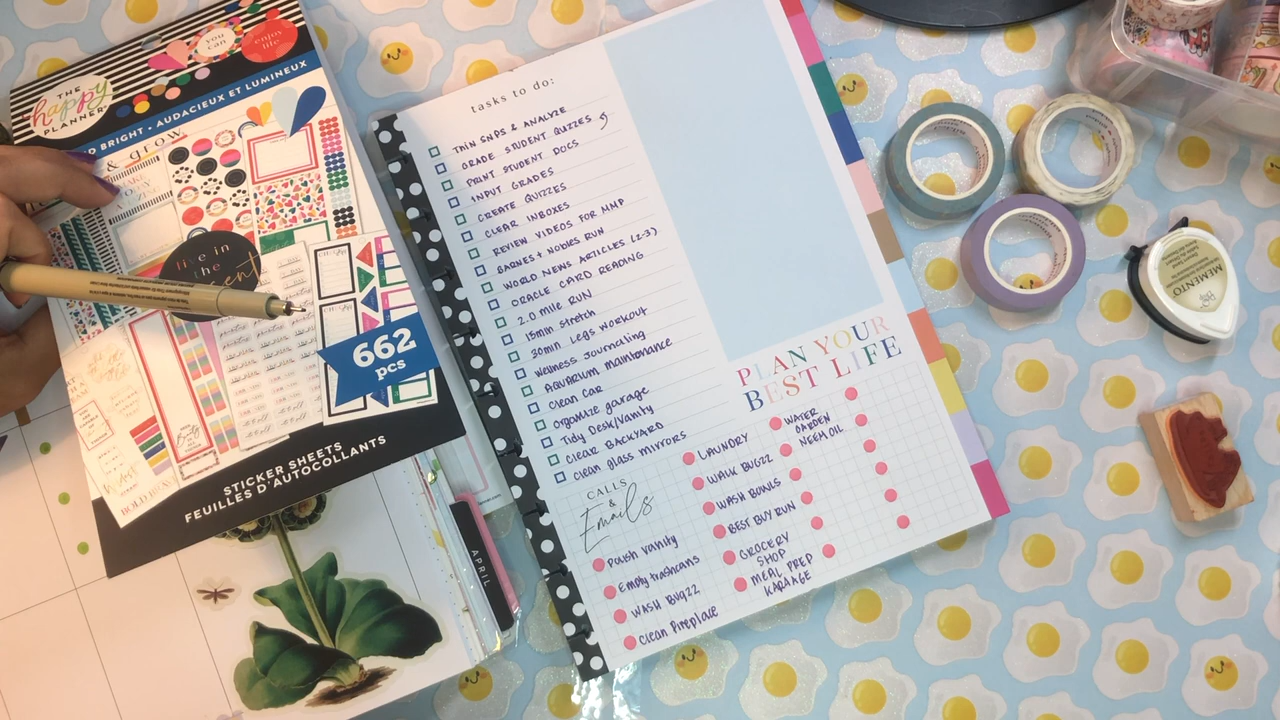 THE
happy
PLANNER
you
can
enjoy
life
BRIGHT • AUDACIEUX ET LUMINEUX
& grow
live in
the
662
pcs
STICKER SHEETS
FEUILLES D'AUTOCOLLANTS
APRIL
tasks to do:
THIN SNPS & ANALYZE
GRADE STUDENT QUIZZES
PRINT STUDENT DOCS
INPUT GRADES
CREATE QUIZZES
CLEAR INBOXES
REVIEW VIDEOS FOR MMP
BARNES + NOBLES RUN
WORLD NEWS ARTICLES (2-3)
ORACLE CARD READING
2.0 MILE RUN
15min Stretch
30min Legs workout
Wellness Journaling
AQUARIUM maintenance
Clean car
Organize garage
Tidy Desk/Vanity
Clear BACKYARD
Clean glass mirrors
PLAN YOUR
BEST LIFE
CALLS
&
Emails
Polish vanity
Empty trashcans
WASH BUGZZ
Clean Fireplace
LAUNDRY
WALK BUGZZ
WASH BOWLS
BEST BUY RUN
GROCERY
SHOP
MEAL PREP
KARAAGE
WATER
GARDEN
NEEM OIL
MEMENTO